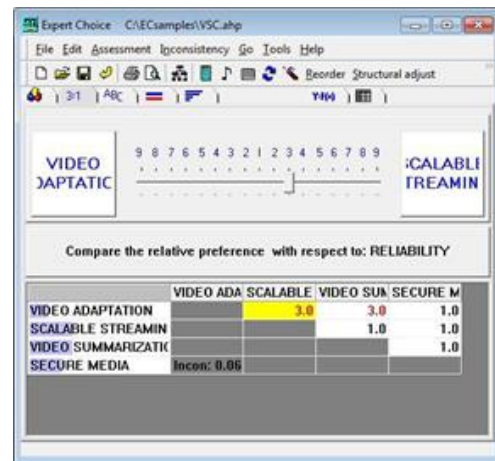 Expert Choice C:\ECsamples\VSC.ahp
File Edit Assessment Inconsistency Go Tools Help
Reorder Structural adjust
3:1 ABC Y=f(x)
VIDEO
DAPTATIC
9 8 7 6 5 4 3 2 1 2 3 4 5 6 7 8 9
SCALABLE
TREAMIN
Compare the relative preference with respect to: RELIABILITY
VIDEO ADA SCALABLE VIDEO SUM SECURE M
VIDEO ADAPTATION 3.0 3.0 1.0
SCALABLE STREAMIN 1.0 1.0
VIDEO SUMMARIZATIC 1.0
SECURE MEDIA Incon: 0.06